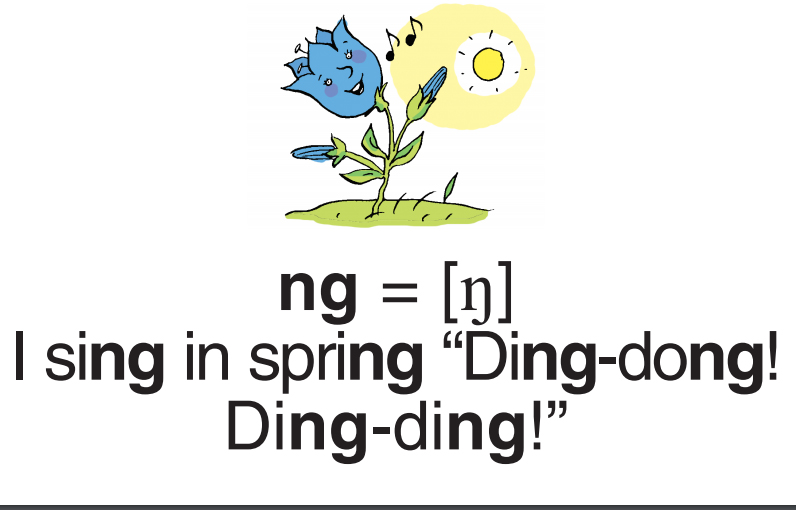 ng = [ŋ]
I sing in spring “Ding-dong!
Ding-ding!”